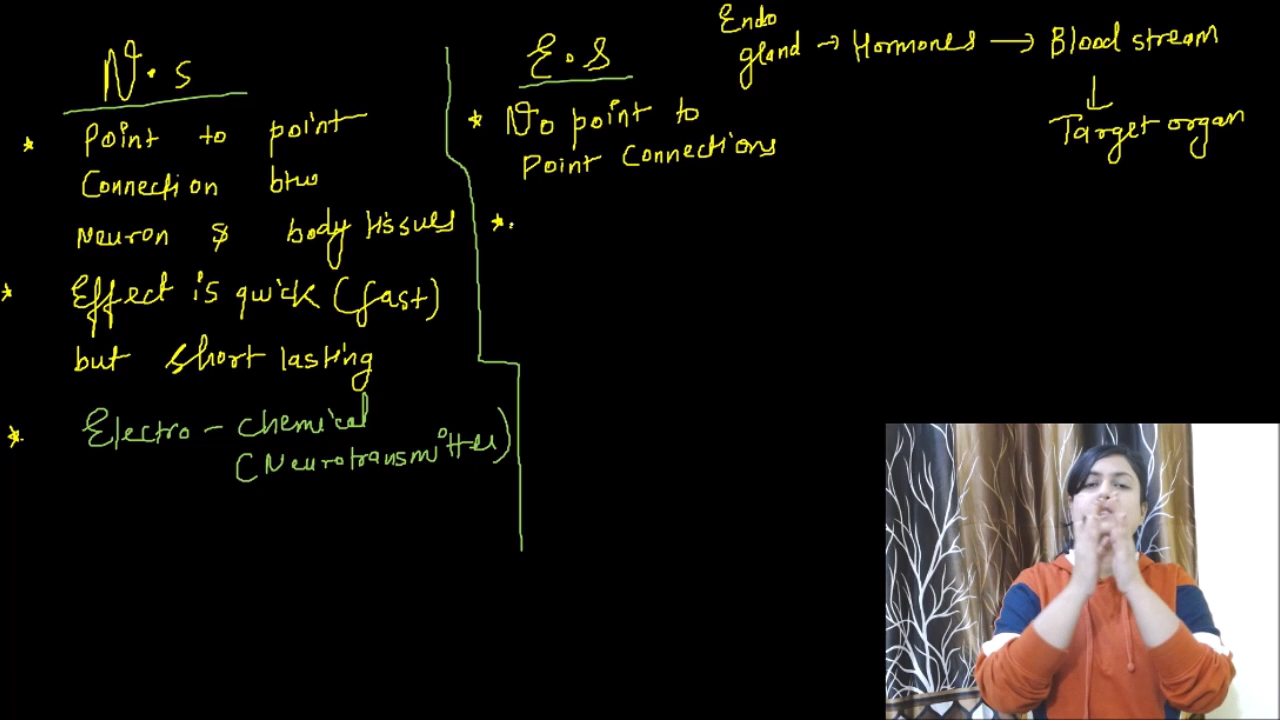 N.S
* Point to point
Connection btw
Neuron & body tissues
* Effect is quick (fast)
but short lasting
* Electro - chemical
(Neurotransmitter)
E.S
* No point to
Point Connections
*.
Endo
gland → Hormones → Blood stream
↓
Target organ